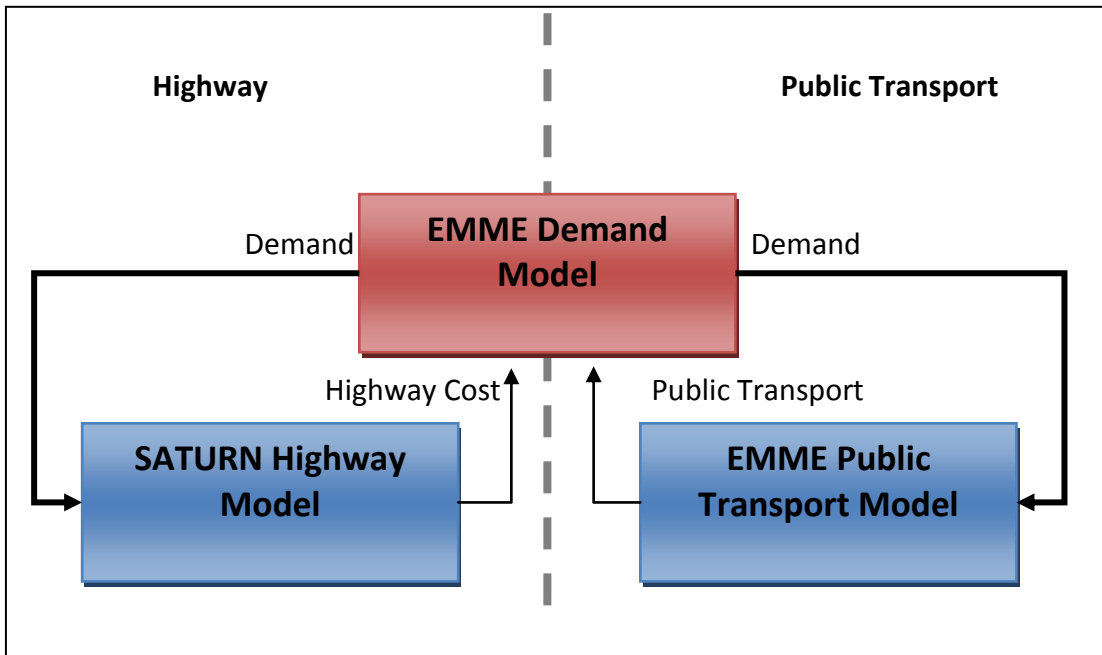 Highway
Public Transport
EMME Demand
Model
Demand
Demand
Highway Cost
Public Transport
SATURN Highway
Model
EMME Public
Transport Model